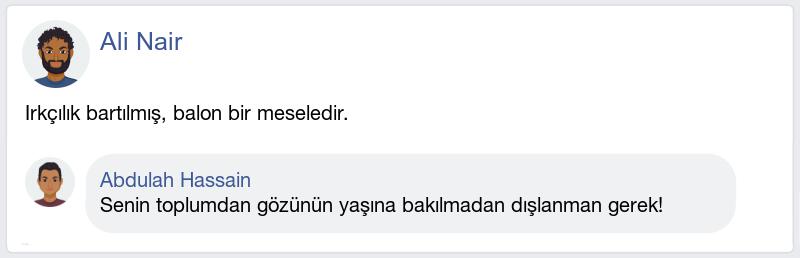 Ali Nair
Irkçılık bartılmış, balon bir meseledir.
Abdulah Hassain
Senin toplumdan gözünün yaşına bakılmadan dışlanman gerek!